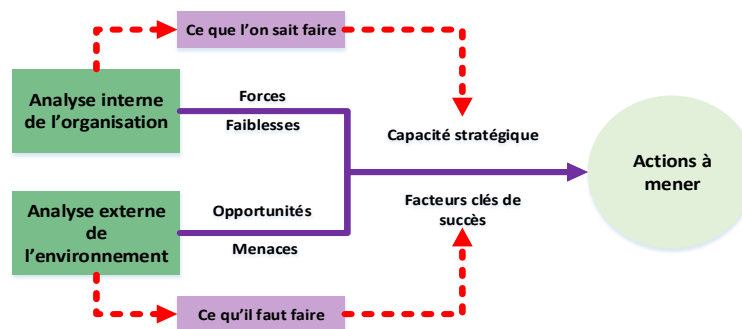 Ce que l’on sait faire
Analyse interne
de l’organisation
Forces
Faiblesses
Capacité stratégique
Actions à
mener
Analyse externe
de
l’environnement
Opportunités
Menaces
Facteurs clés de
succès
Ce qu’il faut faire